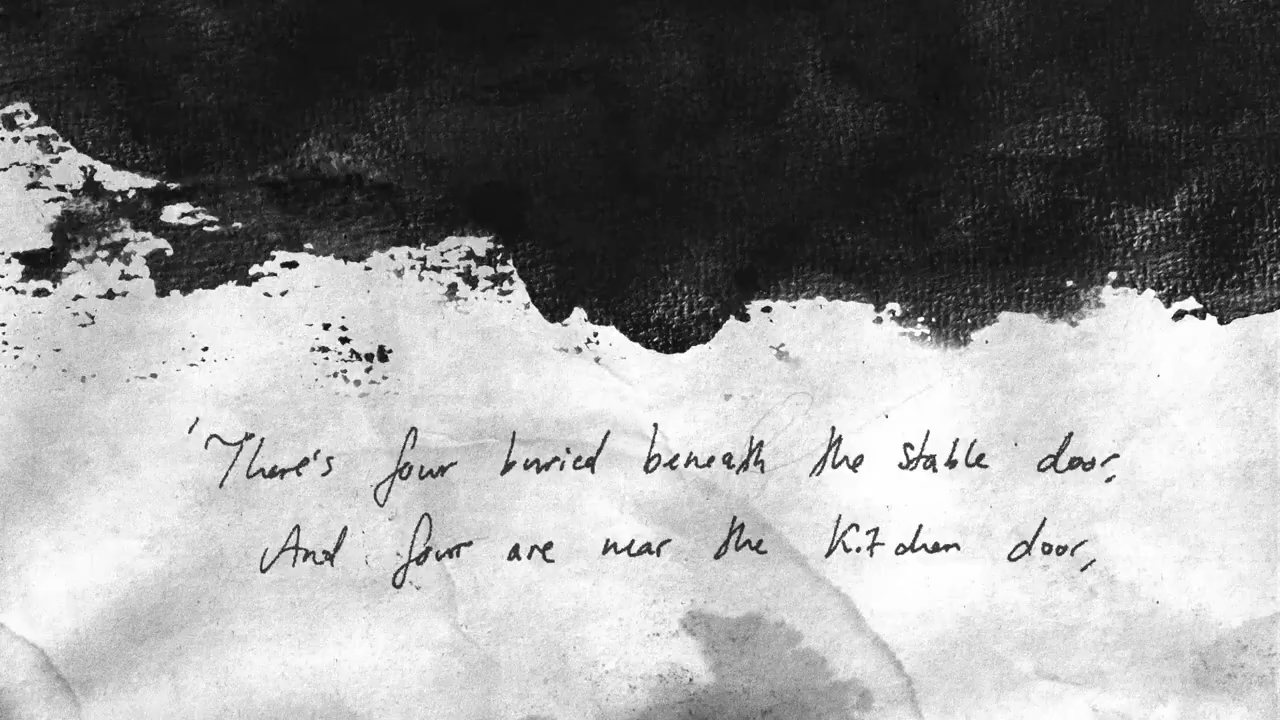 'There's four buried beneath the stable door,
And four are near the Kitchen door,